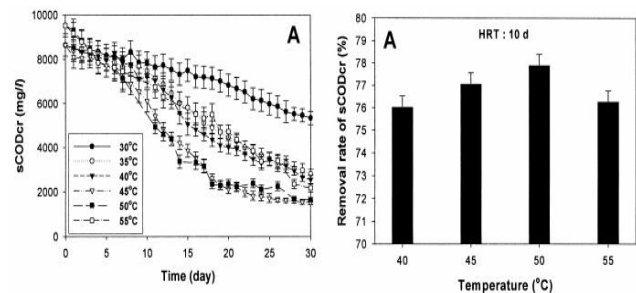 10000
8000
6000
4000
2000
0
sCODcr (mg/l)
A
30°C
35°C
40°C
45°C
50°C
55°C
0 5 10 15 20 25 30
Time (day)
80
79
78
77
76
75
74
73
72
71
70
Removal rate of sCODcr (%)
A
HRT : 10 d
40 45 50 55
Temperature (°C)